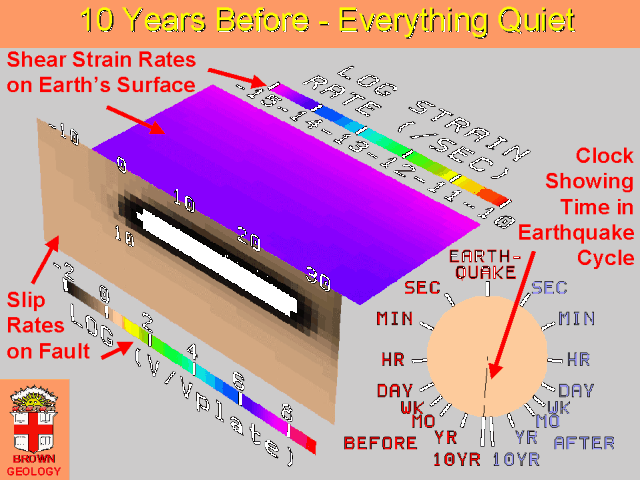 10 Years Before - Everything Quiet
Shear Strain Rates
on Earth's Surface
LOG STRAIN
RATE (/SEC)
-15-14-13-12-11-10
-10
0
10
20
30
10
Slip
Rates
on Fault
-2
0
2
4
5
6
LOG (V/Vplate)
Clock
Showing
Time in
Earthquake
Cycle
EARTH-
QUAKE
SEC
SEC
MIN
MIN
HR
HR
DAY
DAY
WK
WK
MO
MO
YR
YR
BEFORE
AFTER
10YR
10YR
BROWN
GEOLOGY